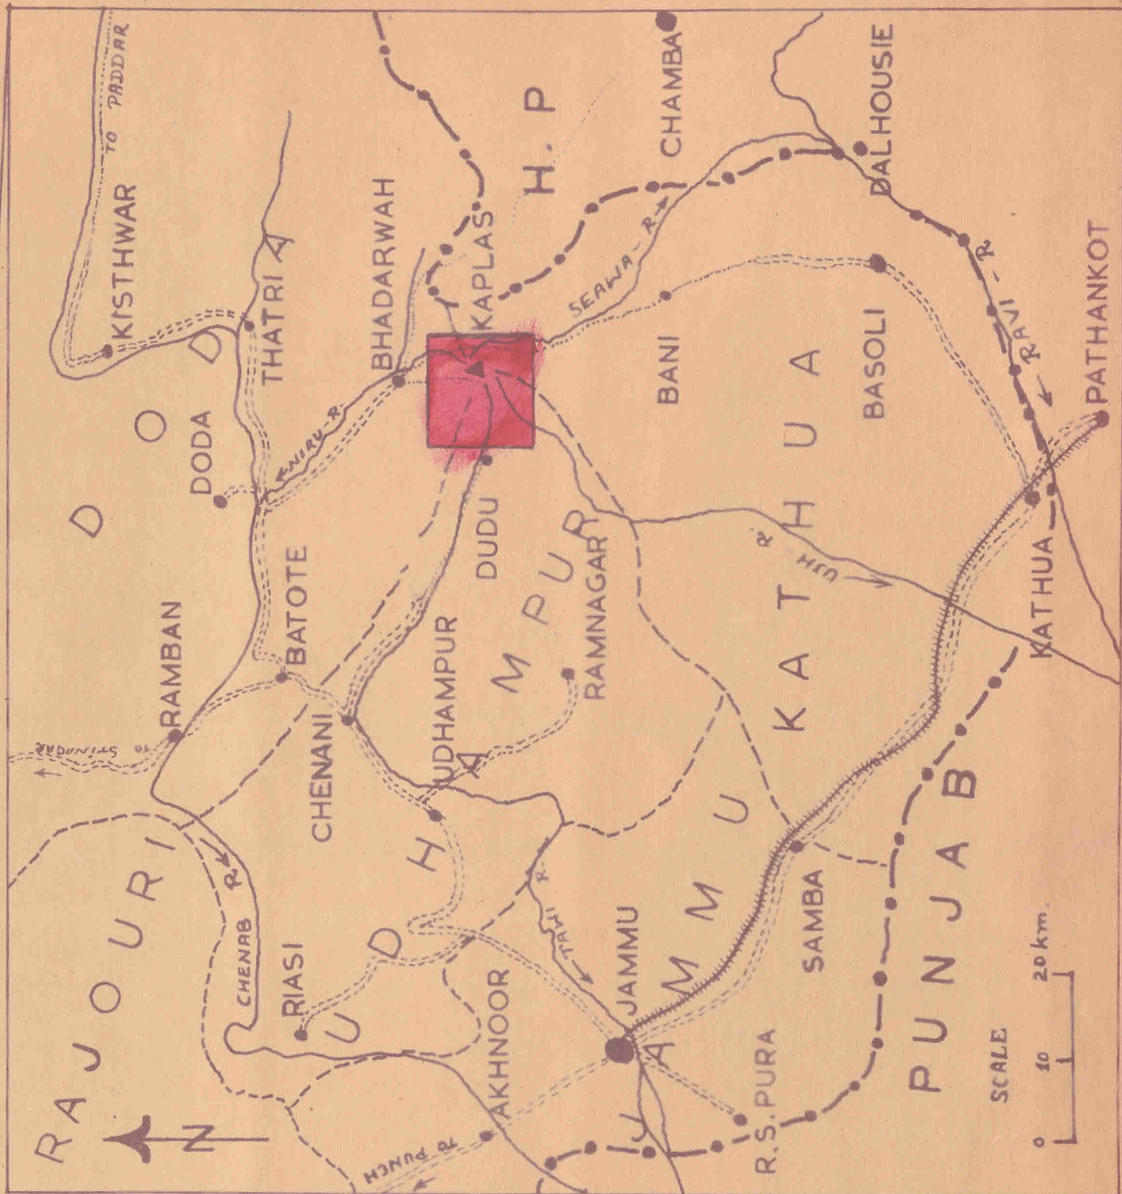 TO PADDAR
KISTHWAR
DODA
THATRI
DODA
NIRU R.
BHADARWAH
KAPLAS
H. P
CHAMBA
DALHOUSIE
SEAWA - R
BANI
BASOLI
RAVI - R
PATHANKOT
TO STINAGAR
RAMBAN
BATOTE
DUDU
CHENANI
UDHAMPUR
RAMNAGAR
UDHAMPUR
UJH - R
KATHUA
KATHUA
RAJOURI
CHENAB R
RIASI
AKHNOOR
TO PUNCH
TAWI R
JAMMU
JAMMU
SAMBA
R.S. PURA
PUNJAB
N
SCALE
0 10 20 km.